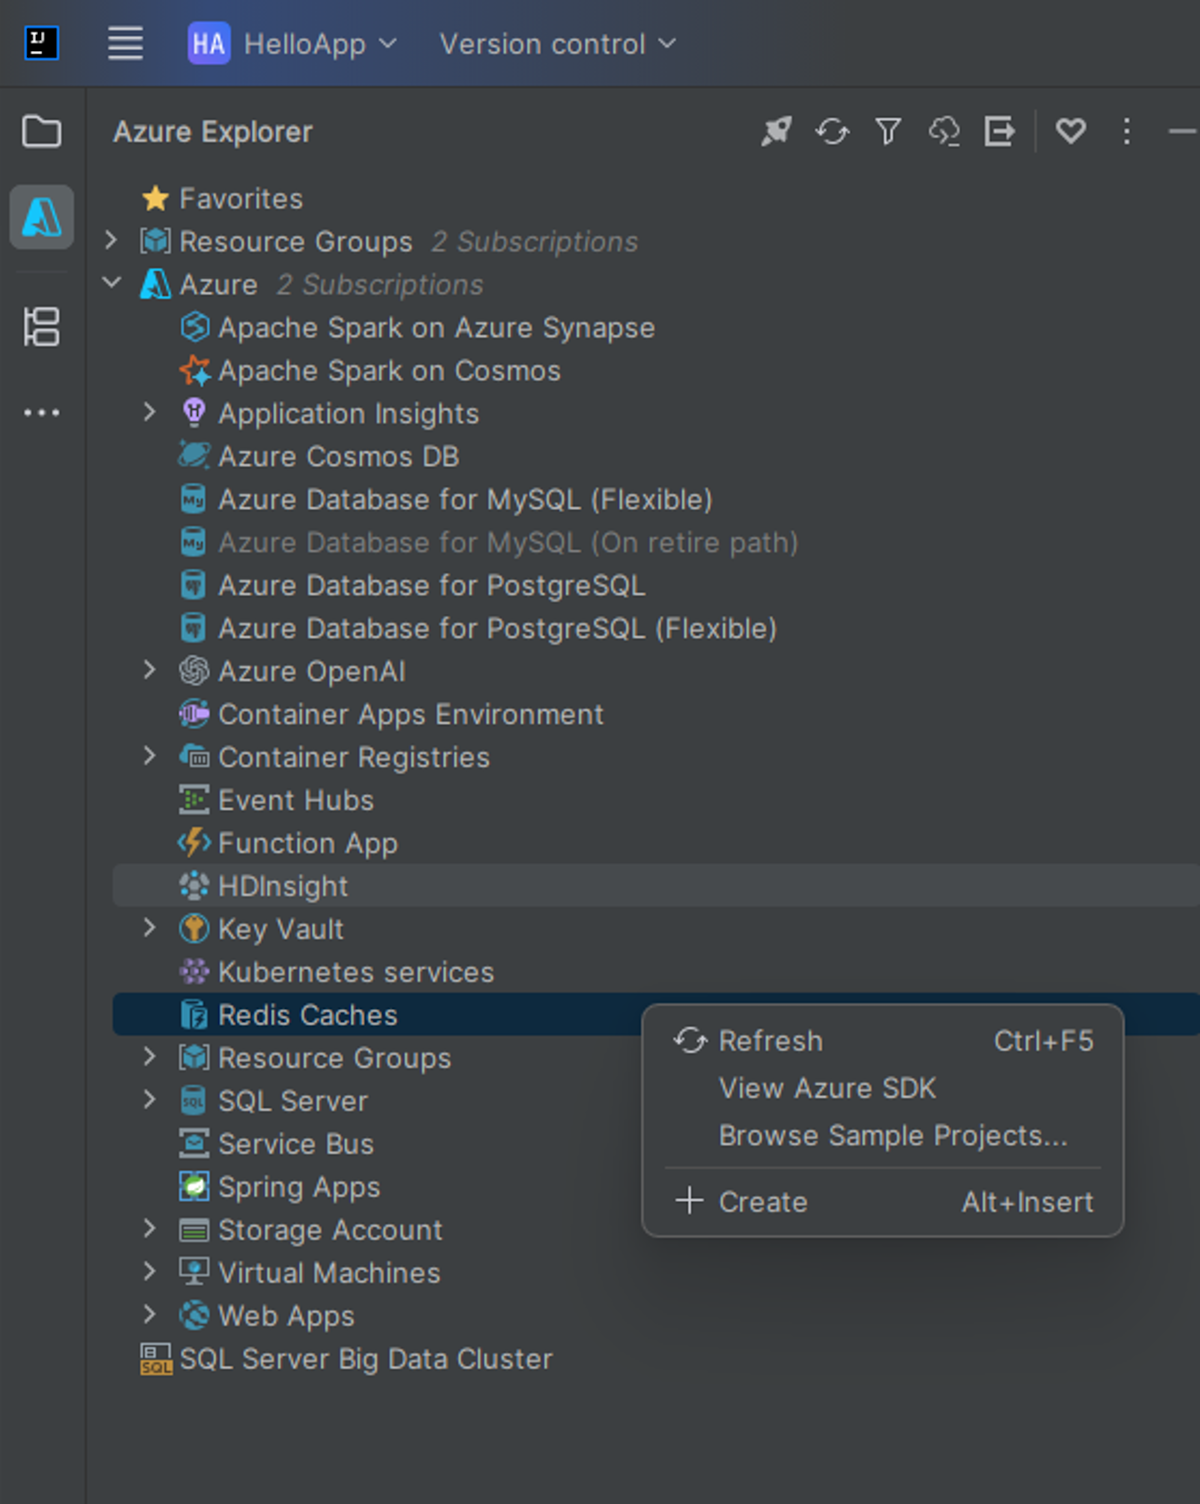 IJ
HA HelloApp Version control
Azure Explorer
Favorites
Resource Groups 2 Subscriptions
Azure 2 Subscriptions
Apache Spark on Azure Synapse
Apache Spark on Cosmos
Application Insights
Azure Cosmos DB
My Azure Database for MySQL (Flexible)
My Azure Database for MySQL (On retire path)
Azure Database for PostgreSQL
Azure Database for PostgreSQL (Flexible)
Azure OpenAI
Container Apps Environment
Container Registries
Event Hubs
Function App
HDInsight
Key Vault
Kubernetes services
Redis Caches
Refresh Ctrl+F5
View Azure SDK
Browse Sample Projects...
Create Alt+Insert
Resource Groups
SQL SQL Server
Service Bus
Spring Apps
Storage Account
Virtual Machines
Web Apps
SQL SQL Server Big Data Cluster